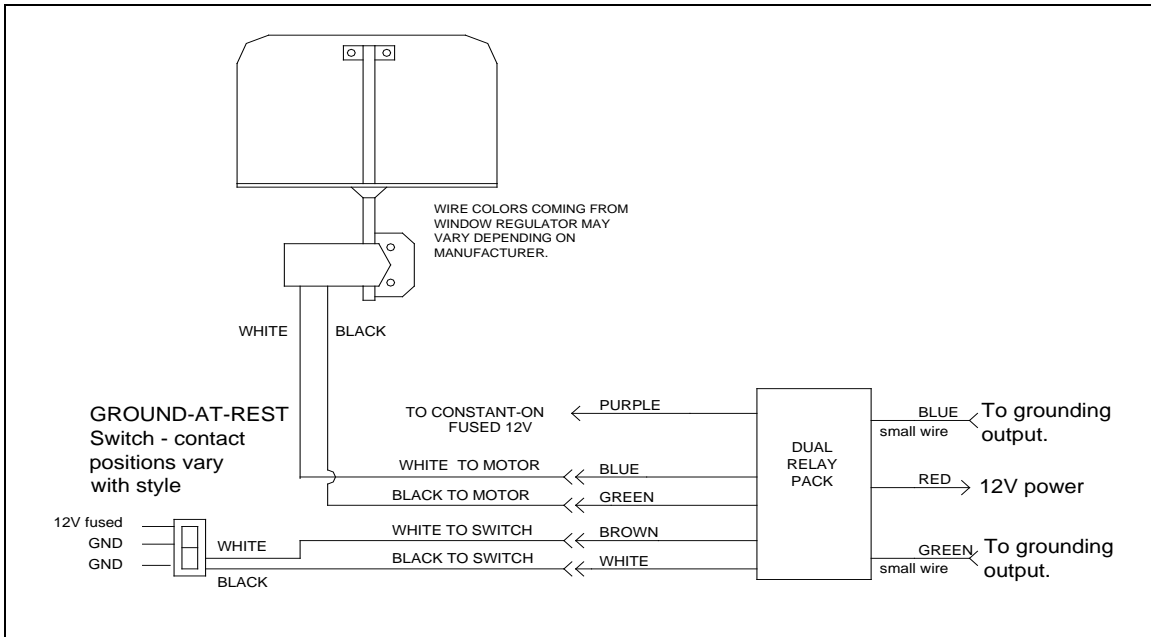 WIRE COLORS COMING FROM
WINDOW REGULATOR MAY
VARY DEPENDING ON
MANUFACTURER.
WHITE
BLACK
GROUND-AT-REST
Switch - contact
positions vary
with style
TO CONSTANT-ON
FUSED 12V
PURPLE
WHITE TO MOTOR
BLUE
BLACK TO MOTOR
GREEN
WHITE TO SWITCH
BROWN
BLACK TO SWITCH
WHITE
12V fused
GND
GND
WHITE
BLACK
DUAL
RELAY
PACK
BLUE
small wire
To grounding
output.
RED
12V power
GREEN
small wire
To grounding
output.